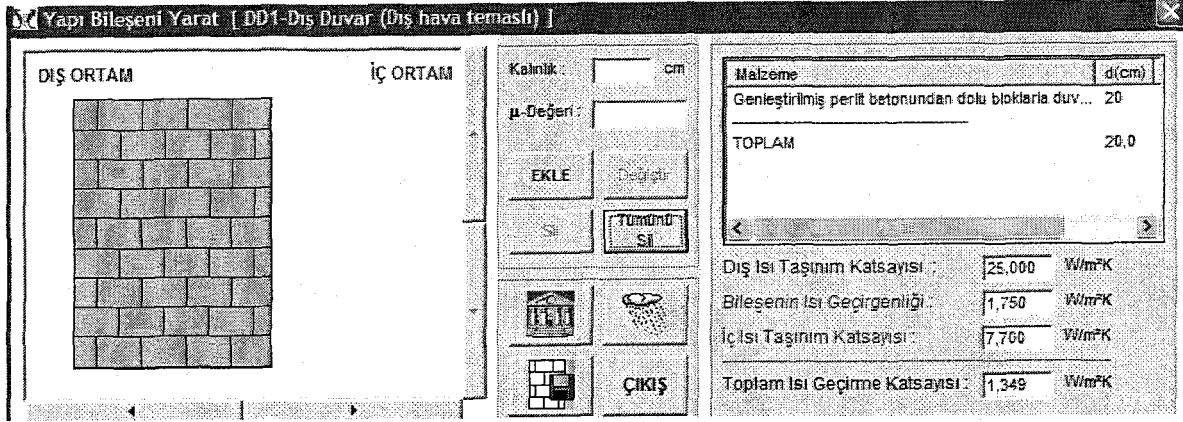 Yapı Bileşeni Yarat [ DD1-Dış Duvar (Dış hava temaslı) ]
DIŞ ORTAM
İÇ ORTAM
Kalınlık :
cm
µ-Değeri :
EKLE
Değiştir
Sil
Tümünü Sil
ÇIKIŞ
Malzeme d(cm)
Genleştirilmiş perlit betonundan dolu bloklarla duv... 20
TOPLAM 20,0
Dış Isı Taşınım Katsayısı : 25,000 W/m²K
Bileşenin Isı Geçirgenliği : 1,750 W/m²K
İç Isı Taşınım Katsayısı : 7,700 W/m²K
Toplam Isı Geçirme Katsayısı : 1,349 W/m²K